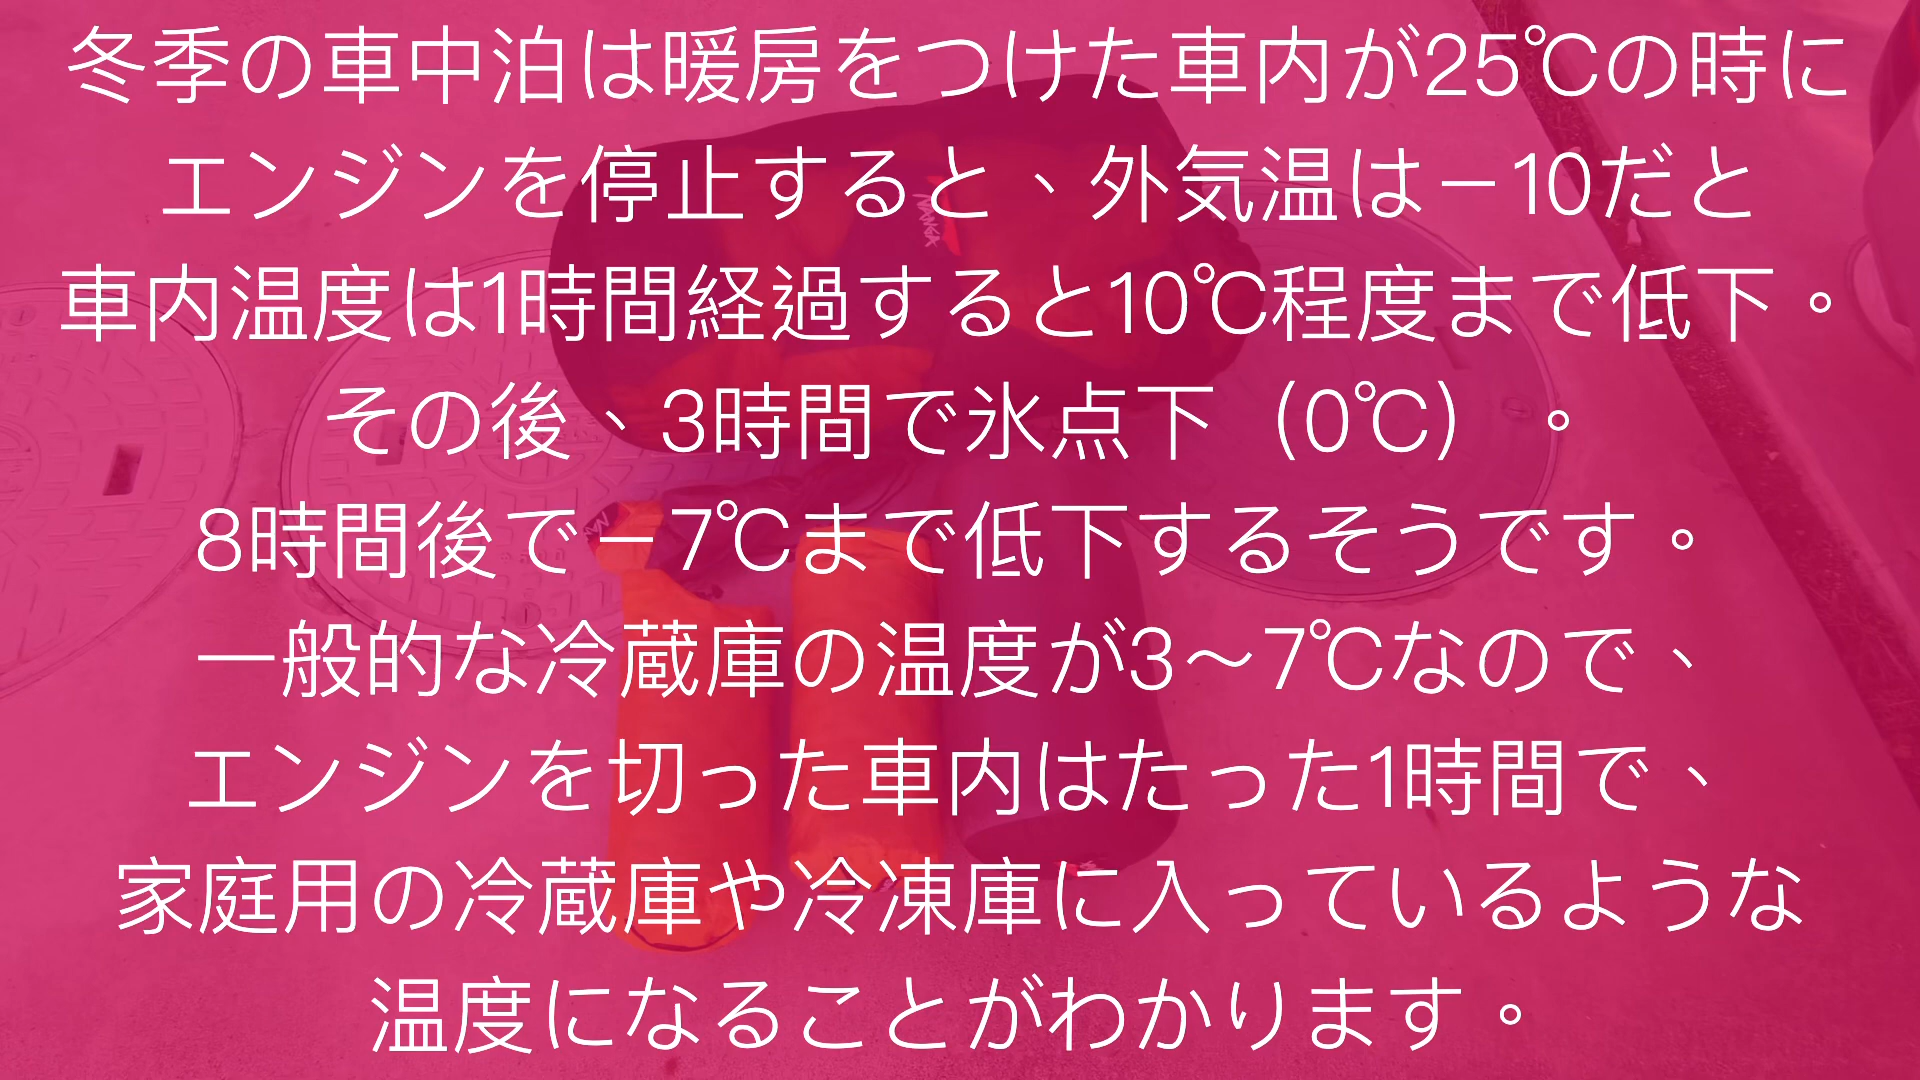 冬季の車中泊は暖房をつけた車内が25℃の時に
エンジンを停止すると、外気温は－10だと
車内温度は1時間経過すると10℃程度まで低下。
その後、3時間で氷点下（0℃）。
8時間後で－7℃まで低下するそうです。
一般的な冷蔵庫の温度が3～7℃なので、
エンジンを切った車内はたった1時間で、
家庭用の冷蔵庫や冷凍庫に入っているような
温度になることがわかります。